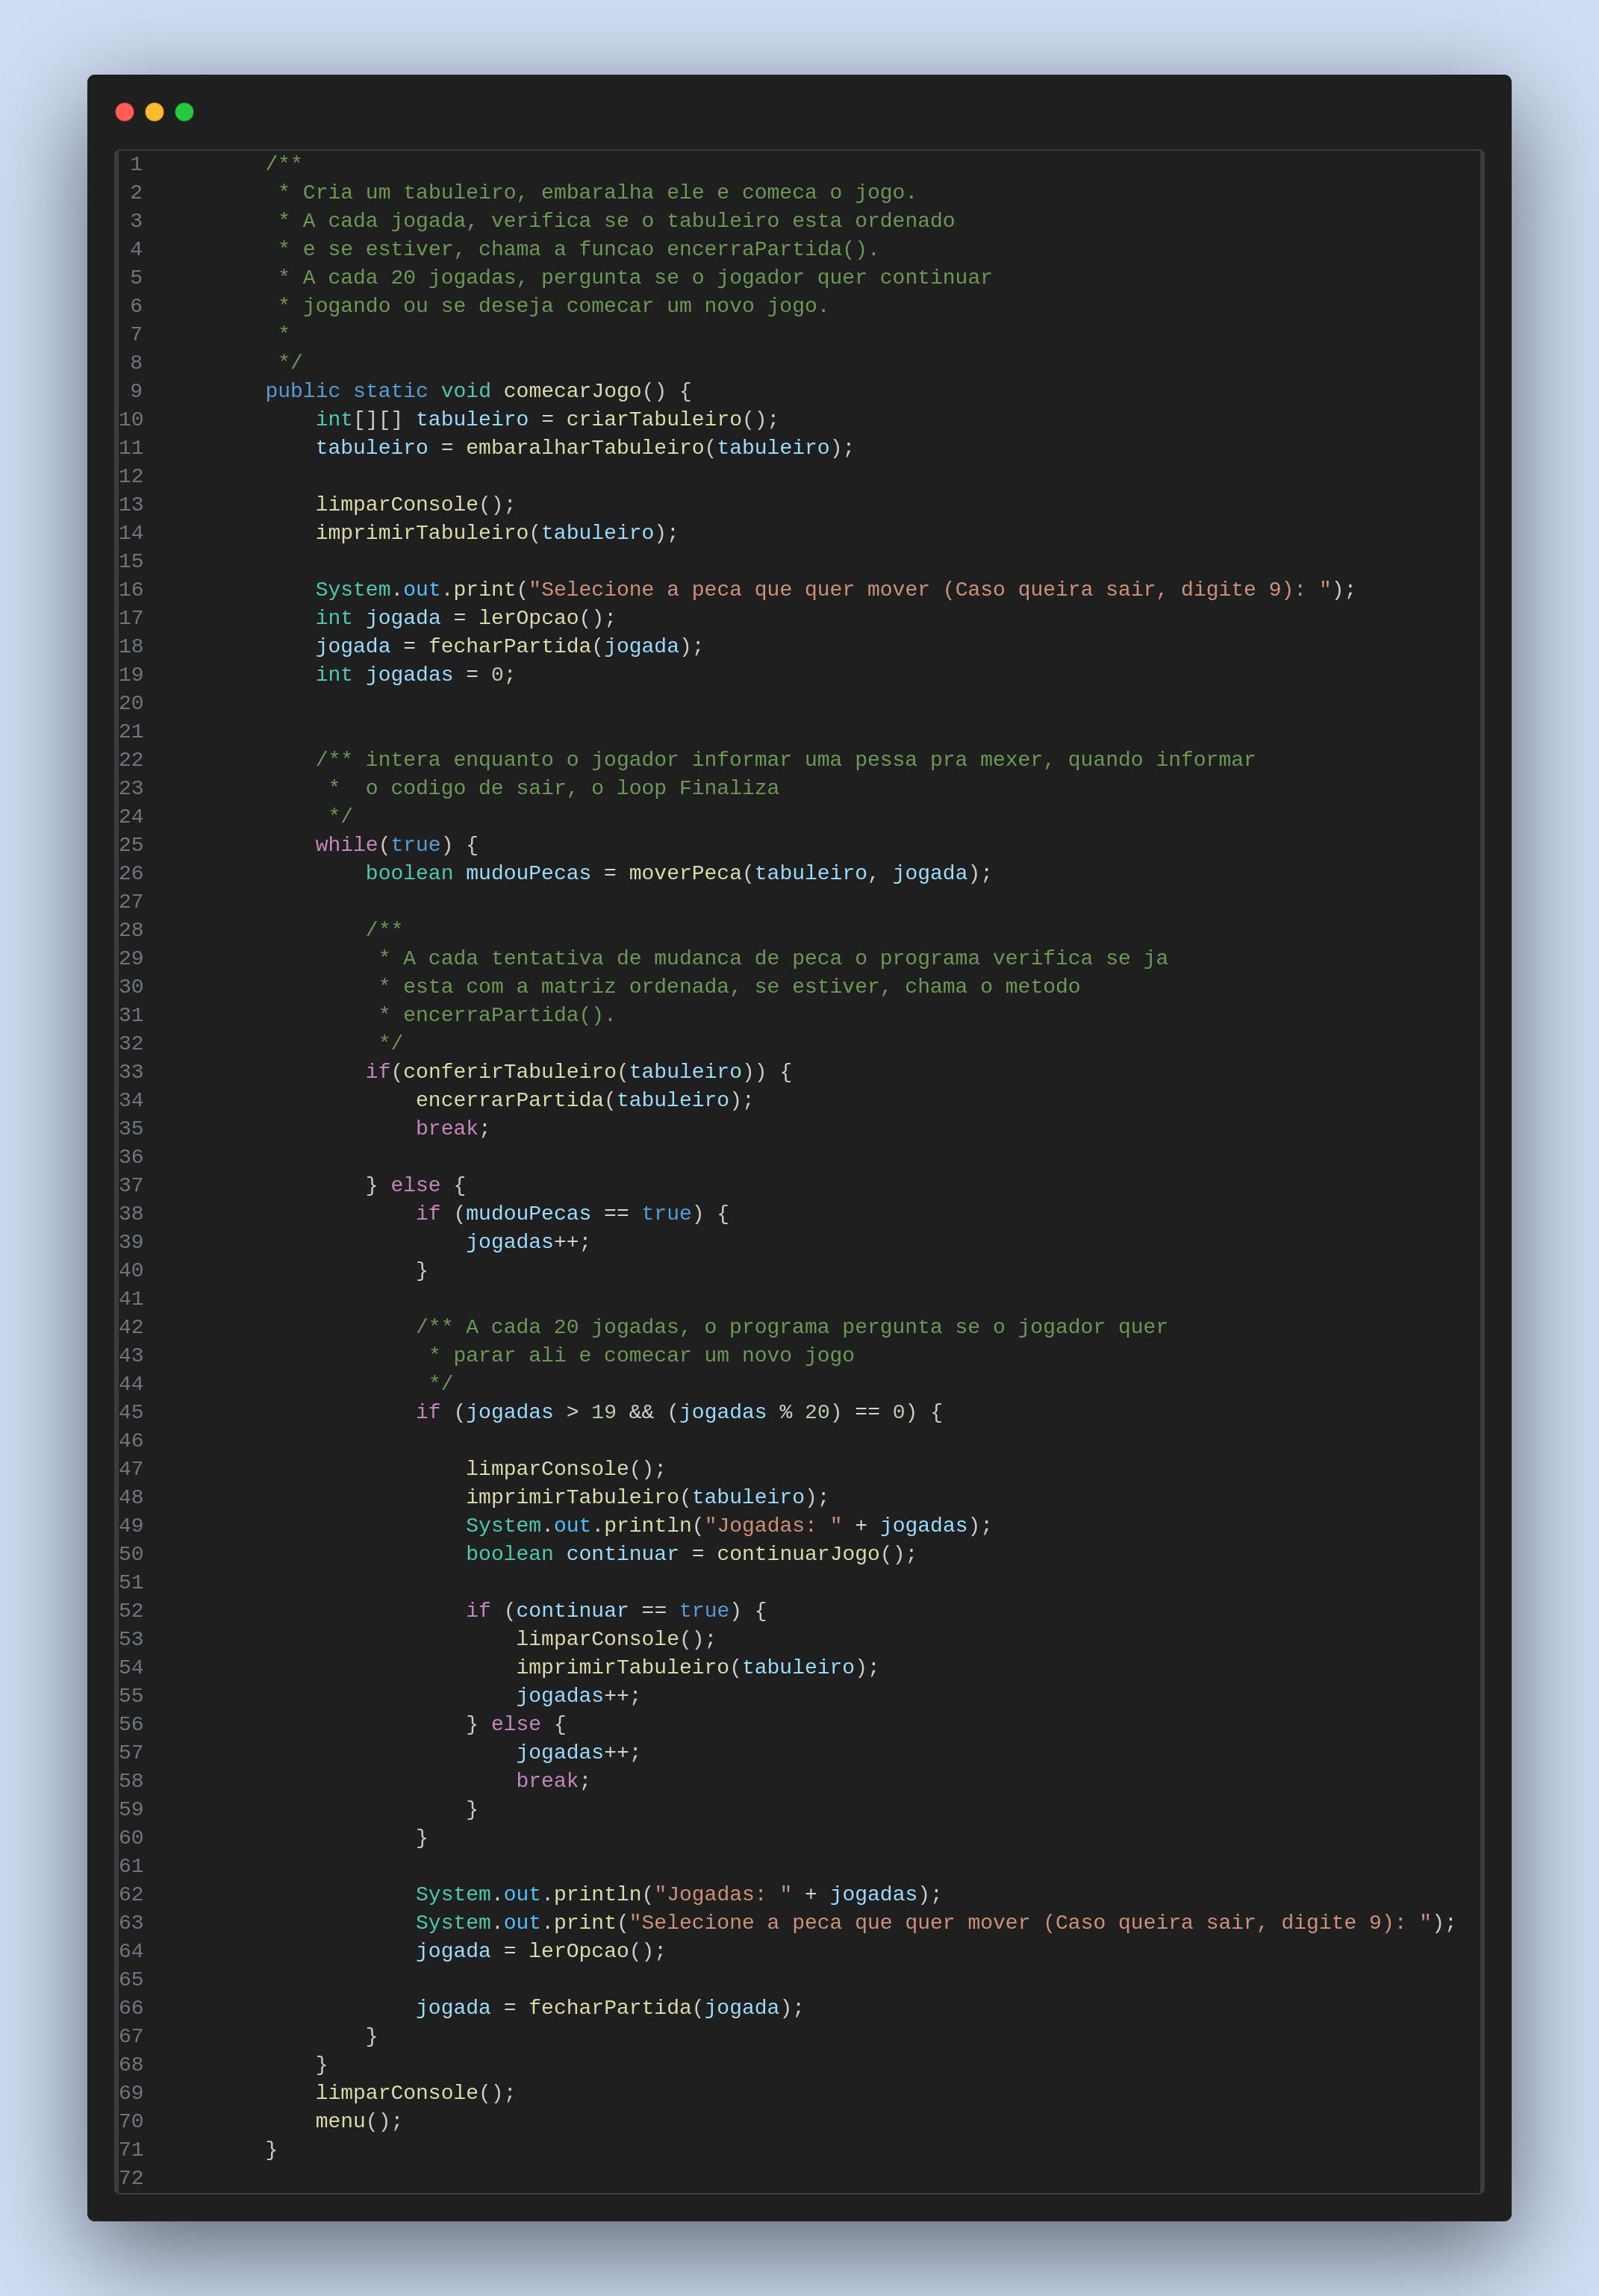 1 /**
2 * Cria um tabuleiro, embaralha ele e comeca o jogo.
3 * A cada jogada, verifica se o tabuleiro esta ordenado
4 * e se estiver, chama a funcao encerraPartida().
5 * A cada 20 jogadas, pergunta se o jogador quer continuar
6 * jogando ou se deseja comecar um novo jogo.
7 *
8 */
9 public static void comecarJogo() {
10 int[][] tabuleiro = criarTabuleiro();
11 tabuleiro = embaralharTabuleiro(tabuleiro);
12
13 limparConsole();
14 imprimirTabuleiro(tabuleiro);
15
16 System.out.print("Selecione a peca que quer mover (Caso queira sair, digite 9): ");
17 int jogada = lerOpcao();
18 jogada = fecharPartida(jogada);
19 int jogadas = 0;
20
21
22 /** intera enquanto o jogador informar uma pessa pra mexer, quando informar
23 *  o codigo de sair, o loop Finaliza
24 */
25 while(true) {
26 boolean mudouPecas = moverPeca(tabuleiro, jogada);
27
28 /**
29 * A cada tentativa de mudanca de peca o programa verifica se ja
30 * esta com a matriz ordenada, se estiver, chama o metodo
31 * encerraPartida().
32 */
33 if(conferirTabuleiro(tabuleiro)) {
34 encerrarPartida(tabuleiro);
35 break;
36
37 } else {
38 if (mudouPecas == true) {
39 jogadas++;
40 }
41
42 /** A cada 20 jogadas, o programa pergunta se o jogador quer
43 * parar ali e comecar um novo jogo
44 */
45 if (jogadas > 19 && (jogadas % 20) == 0) {
46
47 limparConsole();
48 imprimirTabuleiro(tabuleiro);
49 System.out.println("Jogadas: " + jogadas);
50 boolean continuar = continuarJogo();
51
52 if (continuar == true) {
53 limparConsole();
54 imprimirTabuleiro(tabuleiro);
55 jogadas++;
56 } else {
57 jogadas++;
58 break;
59 }
60 }
61
62 System.out.println("Jogadas: " + jogadas);
63 System.out.print("Selecione a peca que quer mover (Caso queira sair, digite 9): ");
64 jogada = lerOpcao();
65
66 jogada = fecharPartida(jogada);
67 }
68 }
69 limparConsole();
70 menu();
71 }
72